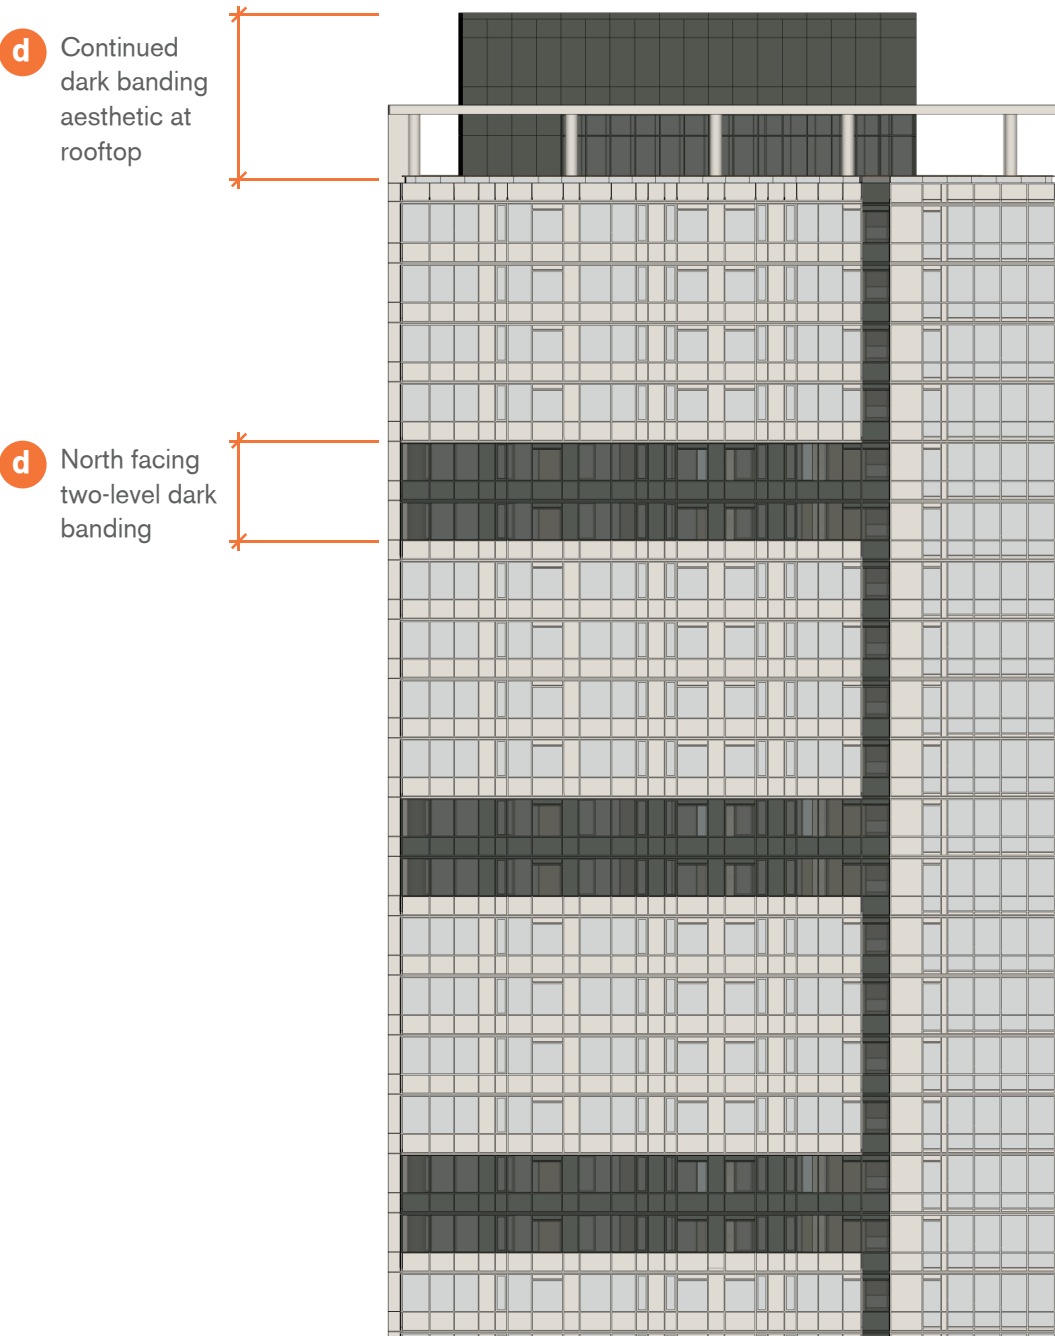 d
Continued
dark banding
aesthetic at
rooftop
d
North facing
two-level dark
banding